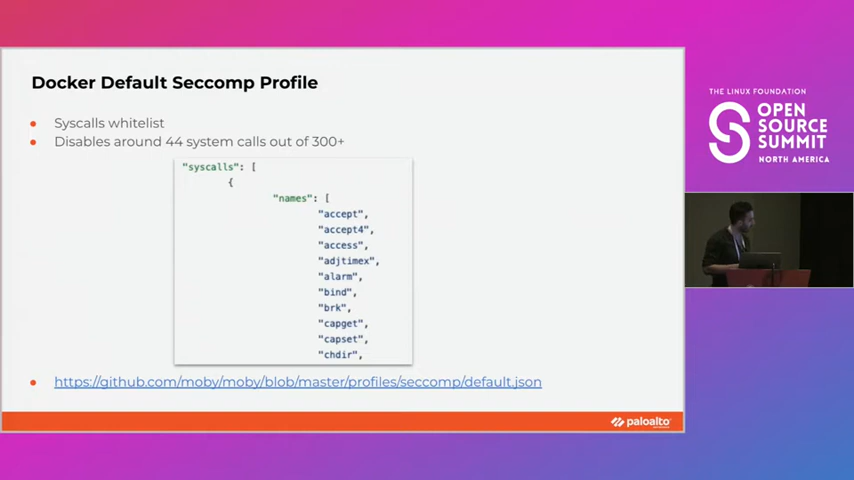 Docker Default Seccomp Profile
Syscalls whitelist
Disables around 44 system calls out of 300+
"syscalls": [
{
"names": [
"accept",
"accept4",
"access",
"adjtimex",
"alarm",
"bind",
"brk",
"capget",
"capset",
"chdir",
https://github.com/moby/moby/blob/master/profiles/seccomp/default.json
paloalto
THE LINUX FOUNDATION
OPEN
SOURCE
SUMMIT
NORTH AMERICA